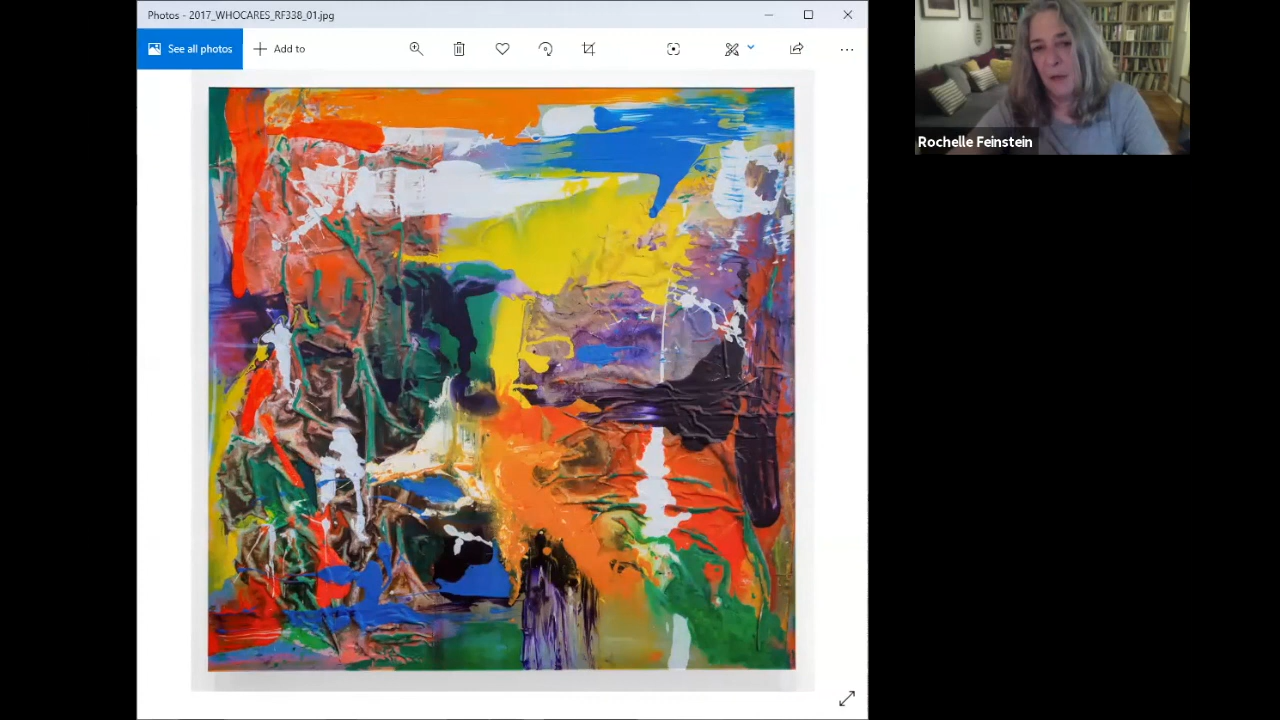 Photos - 2017_WHOCARES_RF338_01.jpg
See all photos
Add to
Rochelle Feinstein